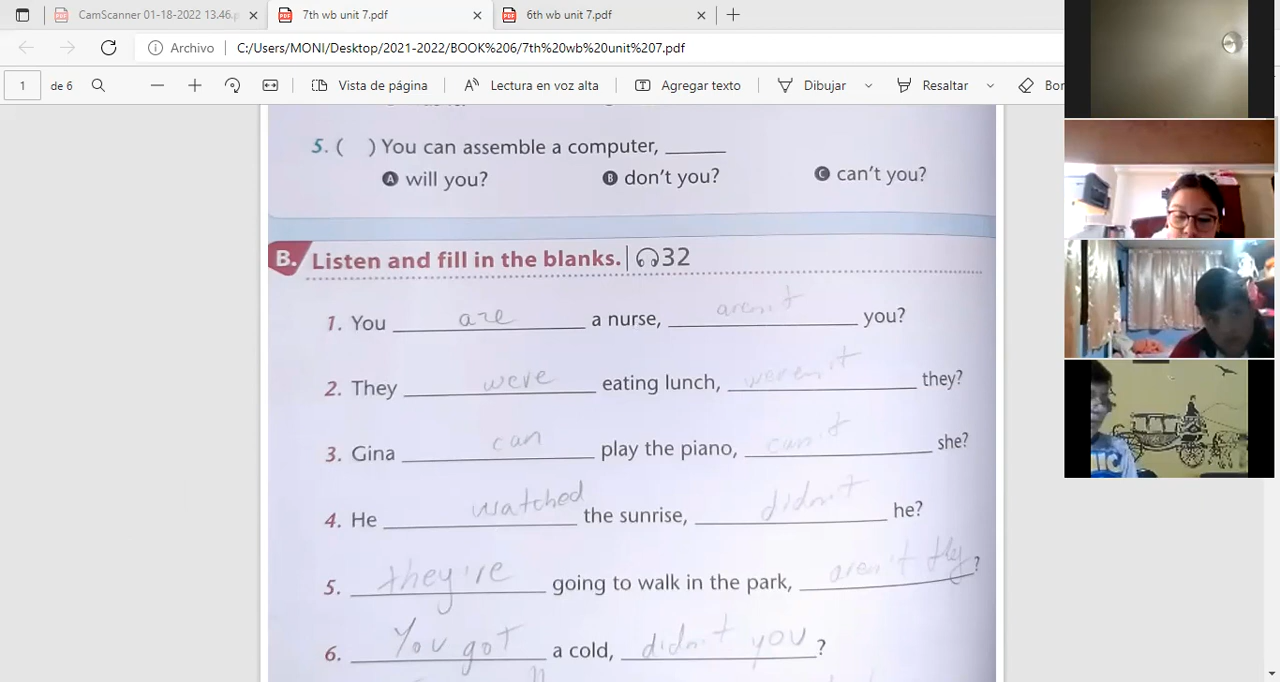 CamScanner 01-18-2022 13.46.p
7th wb unit 7.pdf
6th wb unit 7.pdf
Archivo
C:/Users/MONI/Desktop/2021-2022/BOOK%206/7th%20wb%20unit%207.pdf
1 de 6
Vista de página
Lectura en voz alta
Agregar texto
Dibujar
Resaltar
Bor
5. ( ) You can assemble a computer, ______
A will you? B don't you? C can't you?
B. Listen and fill in the blanks. | 32
1. You are a nurse, aren't you?
2. They were eating lunch, weren't they?
3. Gina can play the piano, can't she?
4. He watched the sunrise, didn't he?
5. they're going to walk in the park, aren't they?
6. You got a cold, didn't you?